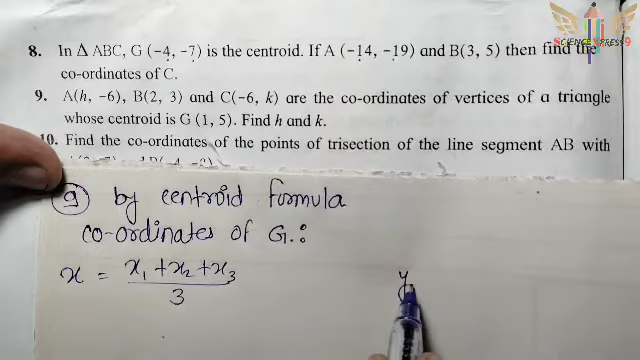 SCIENCE XPRESS 9
8. In Δ ABC, G (-4, -7) is the centroid. If A (-14, -19) and B(3, 5) then find the
co-ordinates of C.
9. A(h, -6), B(2, 3) and C(-6, k) are the co-ordinates of vertices of a triangle
whose centroid is G (1, 5). Find h and k.
10. Find the co-ordinates of the points of trisection of the line segment AB with
9 by centroid formula
co-ordinates of G :
x = x₁ + x₂ + x₃
3
y